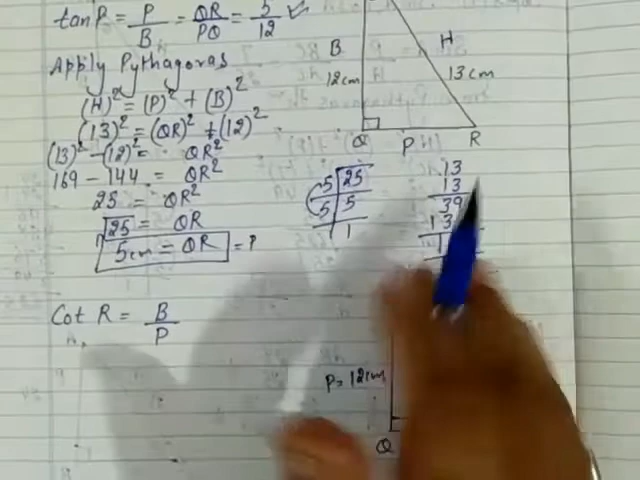 tan P = P/B = QR/PQ = 5/12 ✓
Apply Pythagoras
(H)² = (P)² + (B)²
(13)² = (QR)² + (12)²
(13)² - (12)² = QR²
169 - 144 = QR²
25 = QR²
√25 = QR
5cm = QR = P
B
H
12cm
13cm
Q
P
R
5 | 25
5 | 5
1
13
13
39
13
1
Cot R = B/P
P = 12cm
Q